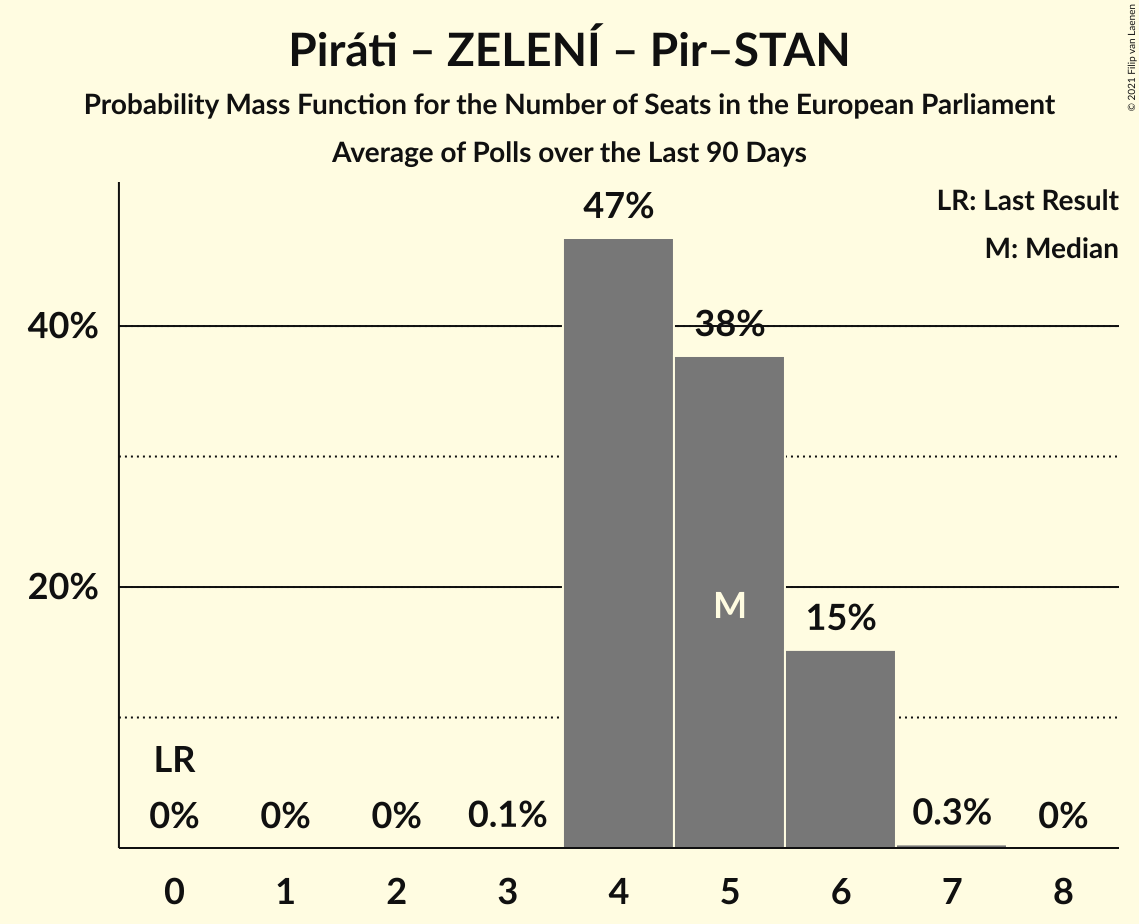 Piráti – ZELENÍ – Pir–STAN
Probability Mass Function for the Number of Seats in the European Parliament
Average of Polls over the Last 90 Days
© 2021 Filip van Laenen
LR: Last Result
M: Median
47%
40%
38%
20%
M
15%
LR
0%
0%
0%
0.1%
0.3%
0%
0 1 2 3 4 5 6 7 8